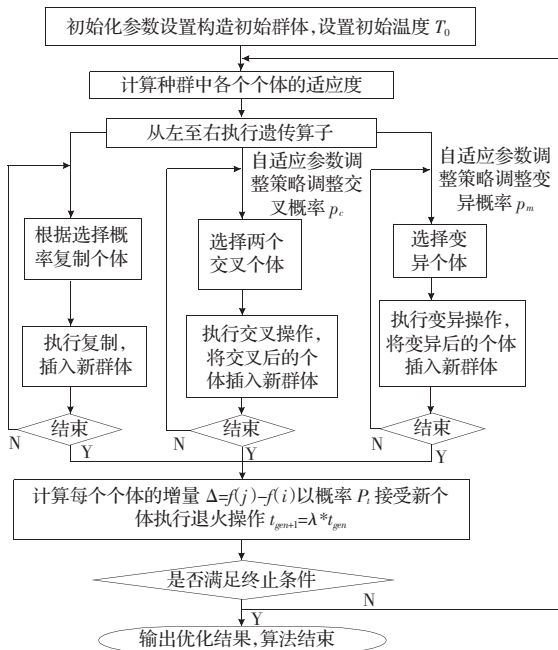 初始化参数设置构造初始群体,设置初始温度 T₀
计算种群中各个个体的适应度
从左至右执行遗传算子
自适应参数调
整策略调整交
叉概率 p_c
自适应参数调
整策略调整变
异概率 p_m
根据选择概
率复制个体
选择两个
交叉个体
选择变
异个体
执行复制,
插入新群体
执行交叉操作,
将交叉后的个
体插入新群体
执行变异操作,
将变异后的个体
插入新群体
结束
N
Y
结束
N
Y
结束
N
Y
计算每个个体的增量 Δ=f(j)-f(i)以概率 P_t 接受新个
体执行退火操作 t_{gen+1}=λ*t_{gen}
是否满足终止条件
N
Y
输出优化结果,算法结束